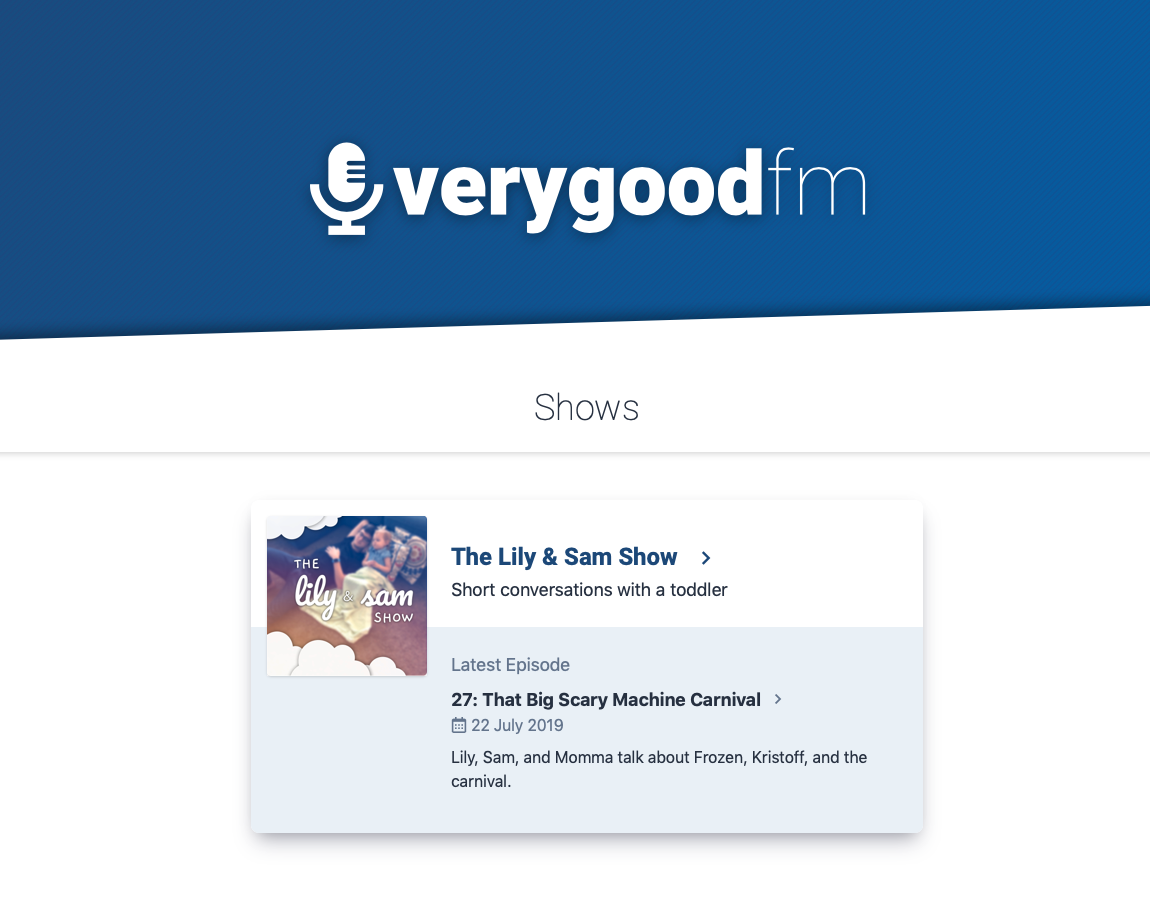 verygoodfm
Shows
THE
lily & sam
SHOW
The Lily & Sam Show
Short conversations with a toddler
Latest Episode
27: That Big Scary Machine Carnival
22 July 2019
Lily, Sam, and Momma talk about Frozen, Kristoff, and the
carnival.